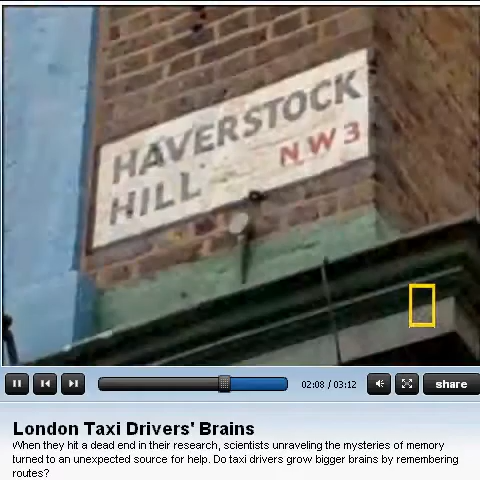 HAVERSTOCK
HILL NW3
02:08 / 03:12
share
London Taxi Drivers' Brains
When they hit a dead end in their research, scientists unraveling the mysteries of memory
turned to an unexpected source for help. Do taxi drivers grow bigger brains by remembering
routes?